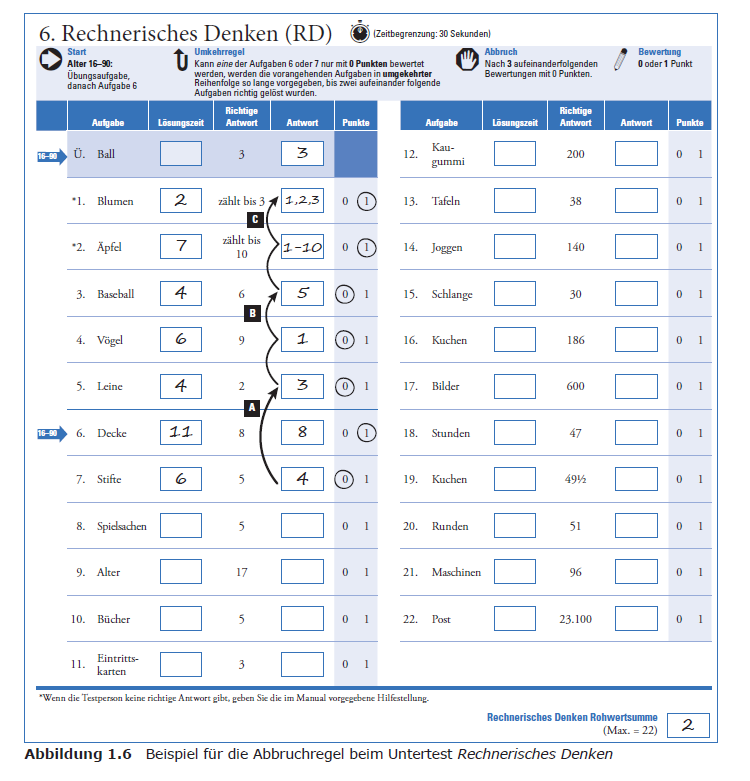 6. Rechnerisches Denken (RD) (Zeitbegrenzung: 30 Sekunden)
Start
Alter 16–90:
Übungsaufgabe,
danach Aufgabe 6
Umkehrregel
Kann eine der Aufgaben 6 oder 7 nur mit 0 Punkten bewertet
werden, werden die vorangehenden Aufgaben in umgekehrter
Reihenfolge so lange vorgegeben, bis zwei aufeinander folgende
Aufgaben richtig gelöst wurden.
Abbruch
Nach 3 aufeinanderfolgenden
Bewertungen mit 0 Punkten.
Bewertung
0 oder 1 Punkt
Aufgabe Lösungszeit Richtige Antwort Antwort Punkte
16–90 Ü. Ball 3 3
*1. Blumen 2 zählt bis 3 1,2,3 0 1
C
*2. Äpfel 7 zählt bis 10 1-10 0 1
3. Baseball 4 6 5 0 1
B
4. Vögel 6 9 1 0 1
5. Leine 4 2 3 0 1
A
16–90 6. Decke 11 8 8 0 1
7. Stifte 6 5 4 0 1
8. Spielsachen 5 0 1
9. Alter 17 0 1
10. Bücher 5 0 1
11. Eintritts-
karten 3 0 1
Aufgabe Lösungszeit Richtige Antwort Antwort Punkte
12. Kau-
gummi 200 0 1
13. Tafeln 38 0 1
14. Joggen 140 0 1
15. Schlange 30 0 1
16. Kuchen 186 0 1
17. Bilder 600 0 1
18. Stunden 47 0 1
19. Kuchen 49½ 0 1
20. Runden 51 0 1
21. Maschinen 96 0 1
22. Post 23.100 0 1
*Wenn die Testperson keine richtige Antwort gibt, geben Sie die im Manual vorgegebene Hilfestellung.
Rechnerisches Denken Rohwertsumme
(Max. = 22) 2
Abbildung 1.6 Beispiel für die Abbruchregel beim Untertest Rechnerisches Denken